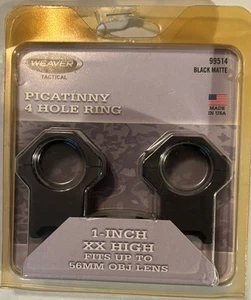 WEAVER
TACTICAL
99514
BLACK MATTE
PICATINNY
4 HOLE RING
MADE
IN USA
1-INCH
XX HIGH
FITS UP TO
56MM OBJ LENS